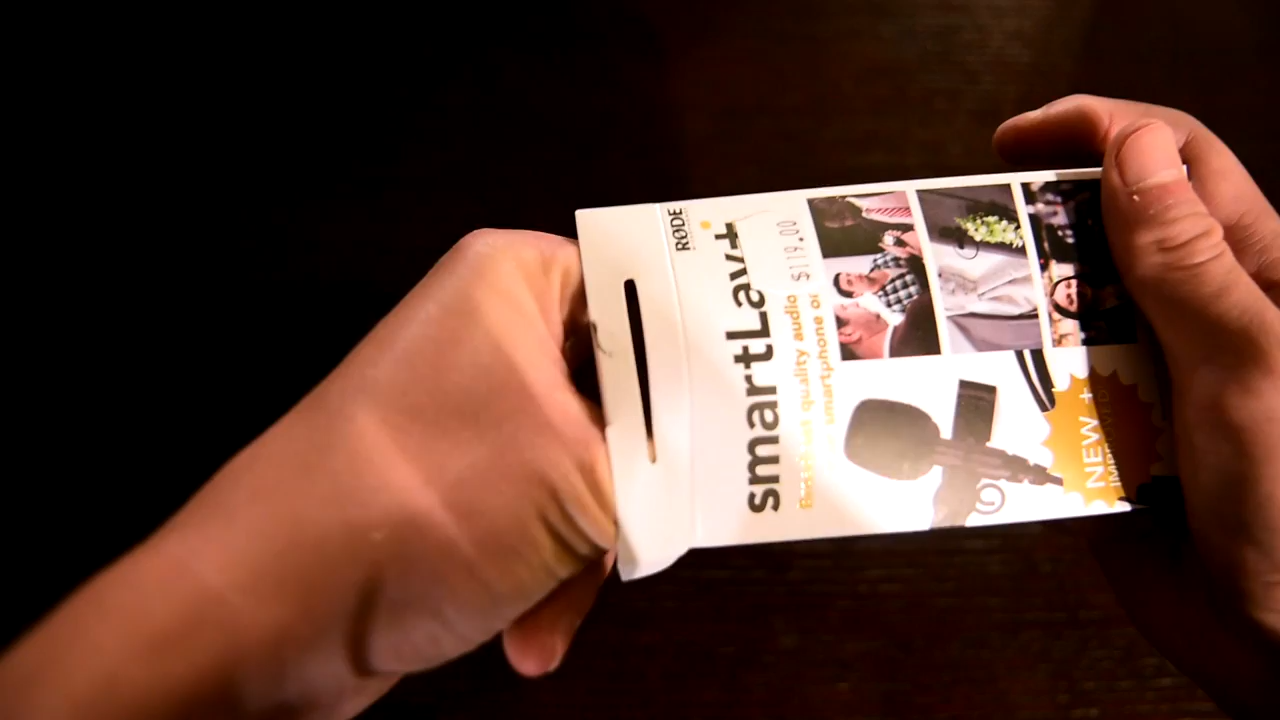 RØDE
smartLav+
$119.00
quality audio
smartphone or
NEW +